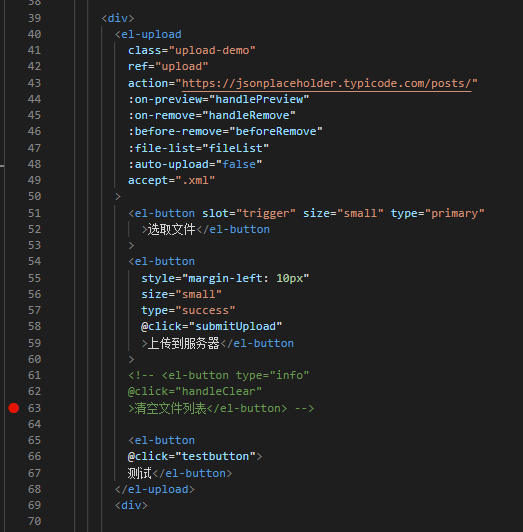 38
39 <div>
40 <el-upload
41 class="upload-demo"
42 ref="upload"
43 action="https://jsonplaceholder.typicode.com/posts/"
44 :on-preview="handlePreview"
45 :on-remove="handleRemove"
46 :before-remove="beforeRemove"
47 :file-list="fileList"
48 :auto-upload="false"
49 accept=".xml"
50 >
51 <el-button slot="trigger" size="small" type="primary"
52 >选取文件</el-button
53 >
54 <el-button
55 style="margin-left: 10px"
56 size="small"
57 type="success"
58 @click="submitUpload"
59 >上传到服务器</el-button
60 >
61 <!-- <el-button type="info"
62 @click="handleClear"
63 >清空文件列表</el-button> -->
64
65 <el-button
66 @click="testbutton">
67 测试</el-button>
68 </el-upload>
69 <div>
70